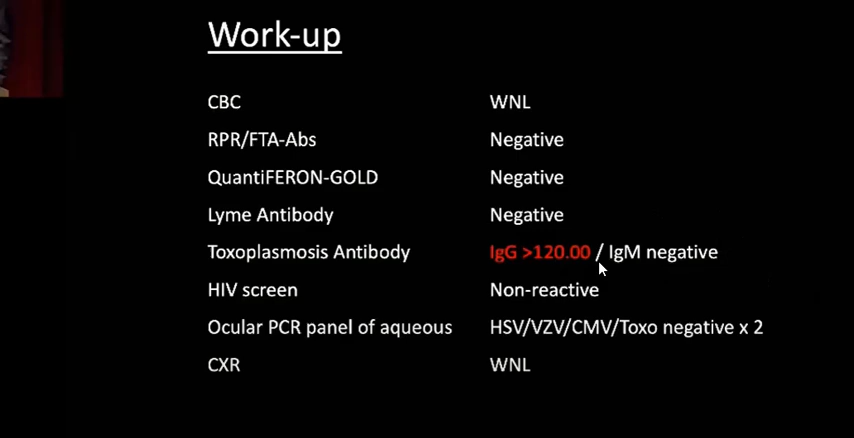 Work-up
CBC WNL
RPR/FTA-Abs Negative
QuantiFERON-GOLD Negative
Lyme Antibody Negative
Toxoplasmosis Antibody IgG >120.00 / IgM negative
HIV screen Non-reactive
Ocular PCR panel of aqueous HSV/VZV/CMV/Toxo negative x 2
CXR WNL